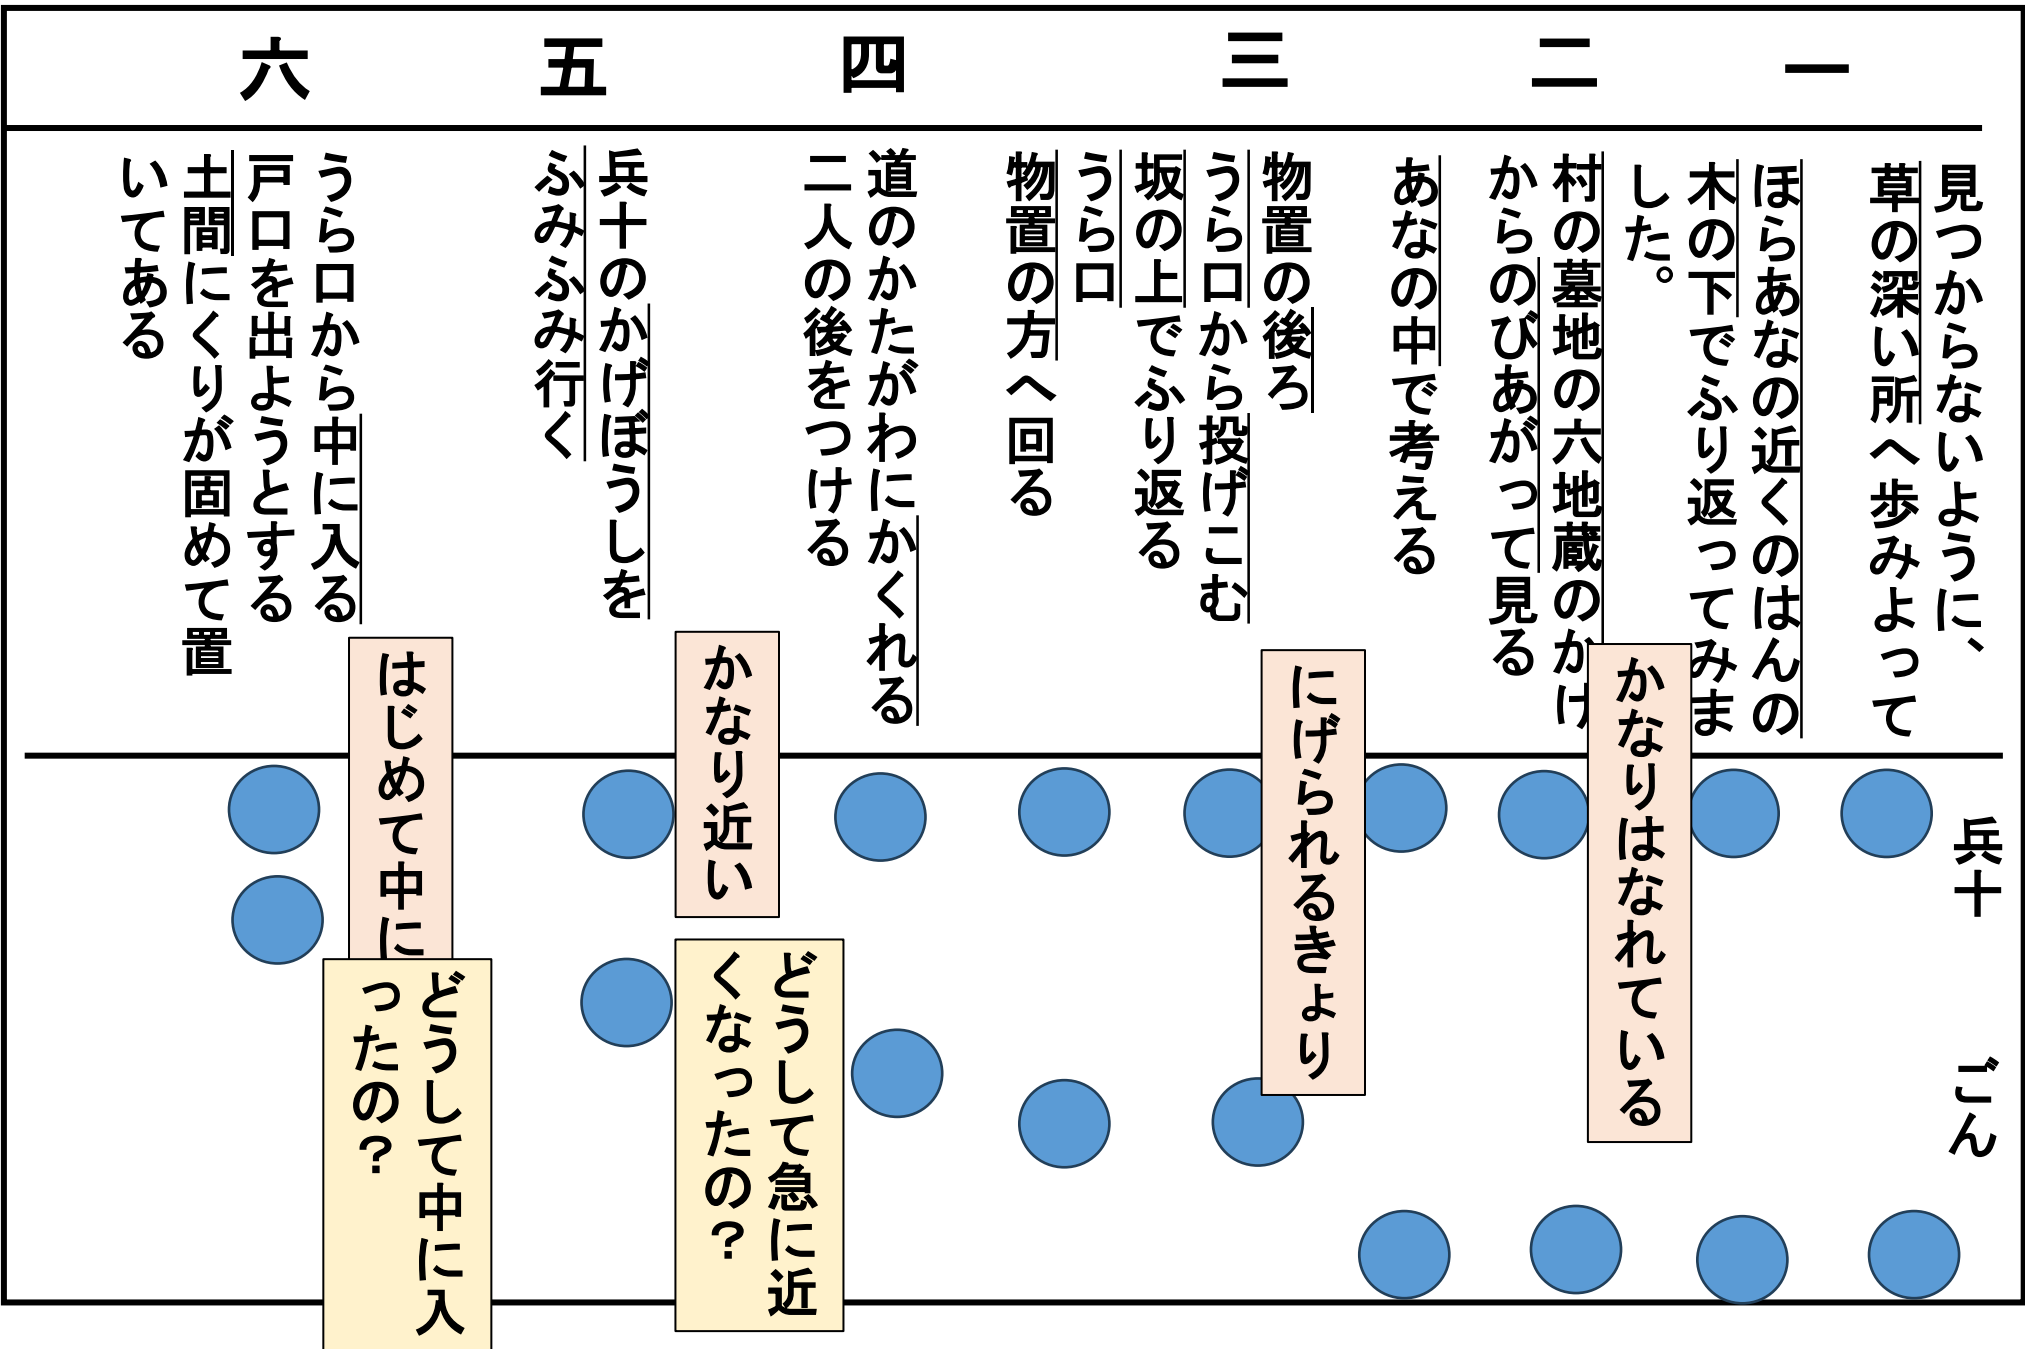 一
二
三
四
五
六
見つからないように、
草の深い所へ歩みよって
ほらあなの近くのはんの
木の下でふり返ってみま
した。
村の墓地の六地蔵のかげ
からのびあがって見る
あなの中で考える
物置の後ろ
うら口から投げこむ
坂の上でふり返る
うら口
物置の方へ回る
道のかたがわにかくれる
二人の後をつける
兵十のかげぼうしを
ふみふみ行く
うら口から中に入る
戸口を出ようとする
土間にくりが固めて置
いてある
兵十
ごん
かなりはなれている
にげられるきょり
かなり近い
どうして急に近
くなったの？
はじめて中に
どうして中に入
ったの？